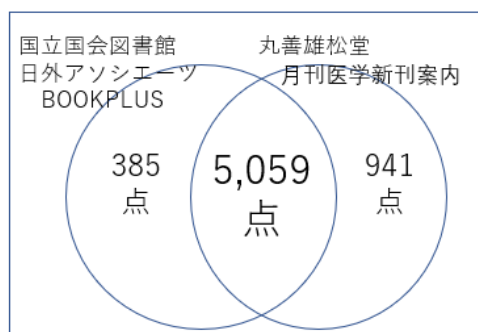 国立国会図書館
日外アソシエーツ
BOOKPLUS
丸善雄松堂
月刊医学新刊案内
385
点
5,059
点
941
点